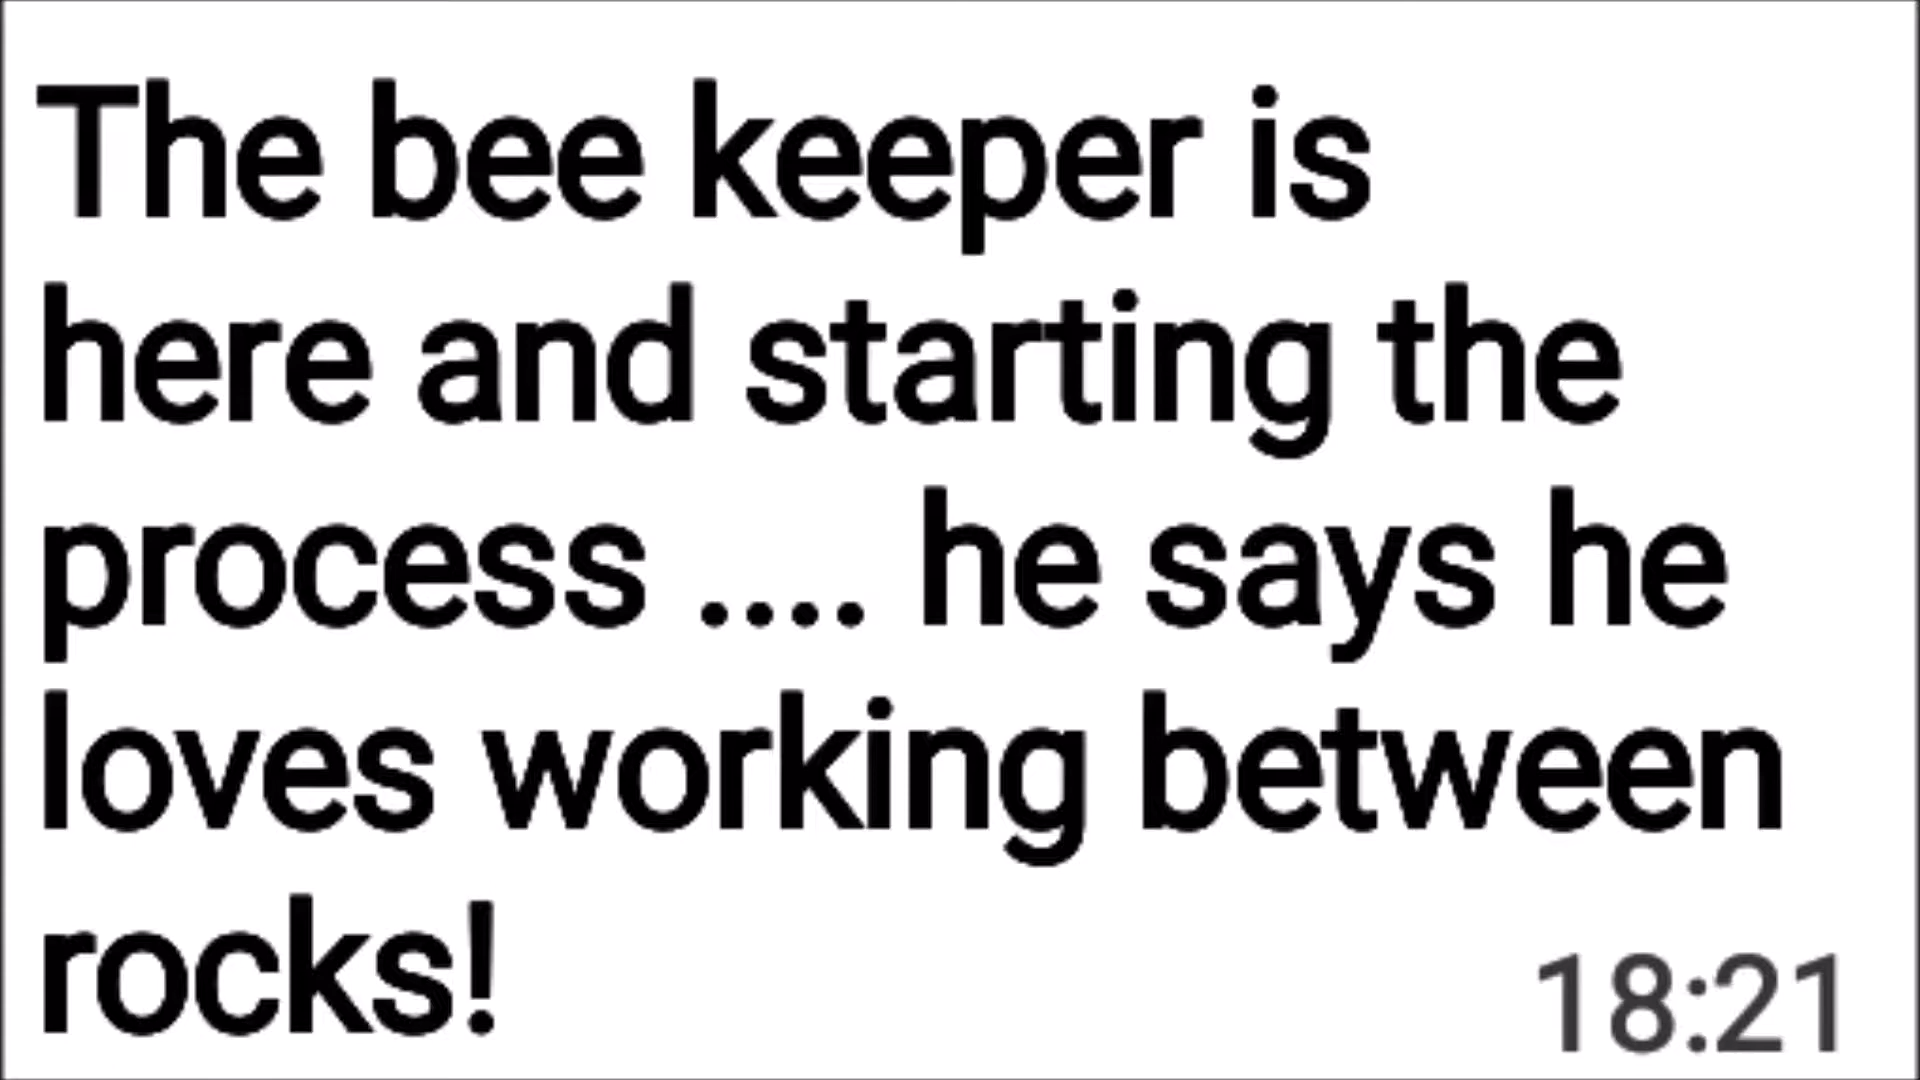 The bee keeper is
here and starting the
process .... he says he
loves working between
rocks!
18:21